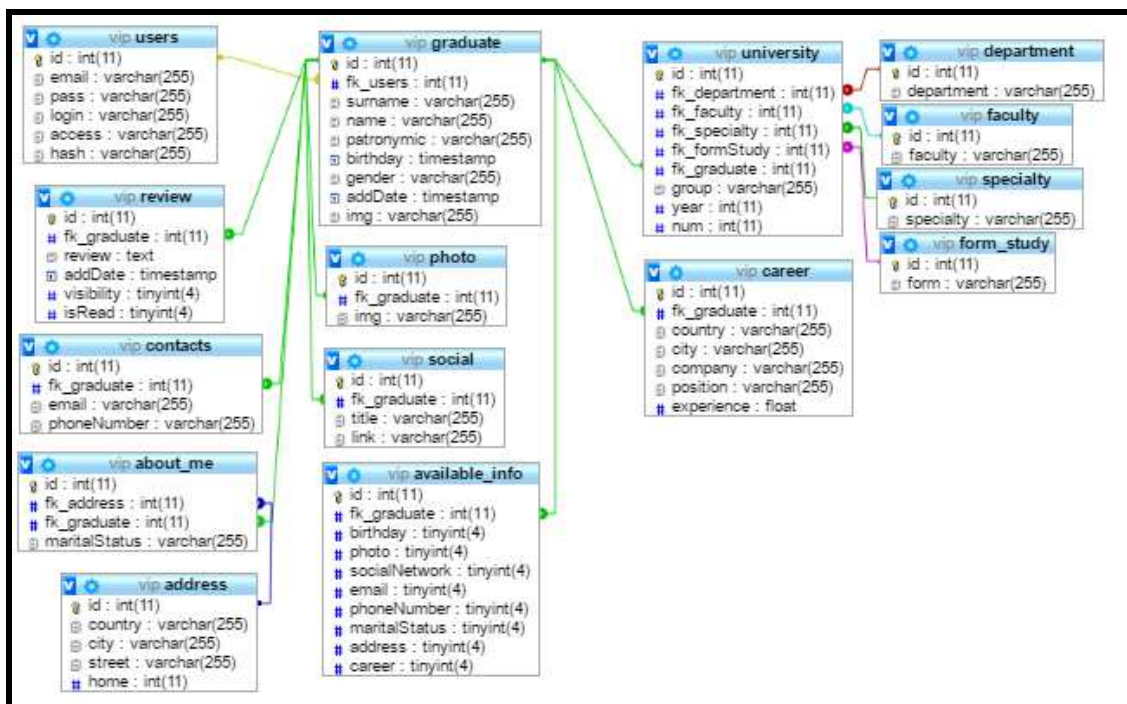 vip users
id : int(11)
email : varchar(255)
pass : varchar(255)
login : varchar(255)
access : varchar(255)
hash : varchar(255)
vip review
id : int(11)
fk_graduate : int(11)
review : text
addDate : timestamp
visibility : tinyint(4)
isRead : tinyint(4)
vip contacts
id : int(11)
fk_graduate : int(11)
email : varchar(255)
phoneNumber : varchar(255)
vip about_me
id : int(11)
fk_address : int(11)
fk_graduate : int(11)
maritalStatus : varchar(255)
vip address
id : int(11)
country : varchar(255)
city : varchar(255)
street : varchar(255)
home : int(11)
vip graduate
id : int(11)
fk_users : int(11)
surname : varchar(255)
name : varchar(255)
patronymic : varchar(255)
birthday : timestamp
gender : varchar(255)
addDate : timestamp
img : varchar(255)
vip photo
id : int(11)
fk_graduate : int(11)
img : varchar(255)
vip social
id : int(11)
fk_graduate : int(11)
title : varchar(255)
link : varchar(255)
vip available_info
id : int(11)
fk_graduate : int(11)
birthday : tinyint(4)
photo : tinyint(4)
socialNetwork : tinyint(4)
email : tinyint(4)
phoneNumber : tinyint(4)
maritalStatus : tinyint(4)
address : tinyint(4)
career : tinyint(4)
vip university
id : int(11)
fk_department : int(11)
fk_faculty : int(11)
fk_specialty : int(11)
fk_formStudy : int(11)
fk_graduate : int(11)
group : varchar(255)
year : int(11)
num : int(11)
vip career
id : int(11)
fk_graduate : int(11)
country : varchar(255)
city : varchar(255)
company : varchar(255)
position : varchar(255)
experience : float
vip department
id : int(11)
department : varchar(255)
vip faculty
id : int(11)
faculty : varchar(255)
vip specialty
id : int(11)
specialty : varchar(255)
vip form_study
id : int(11)
form : varchar(255)